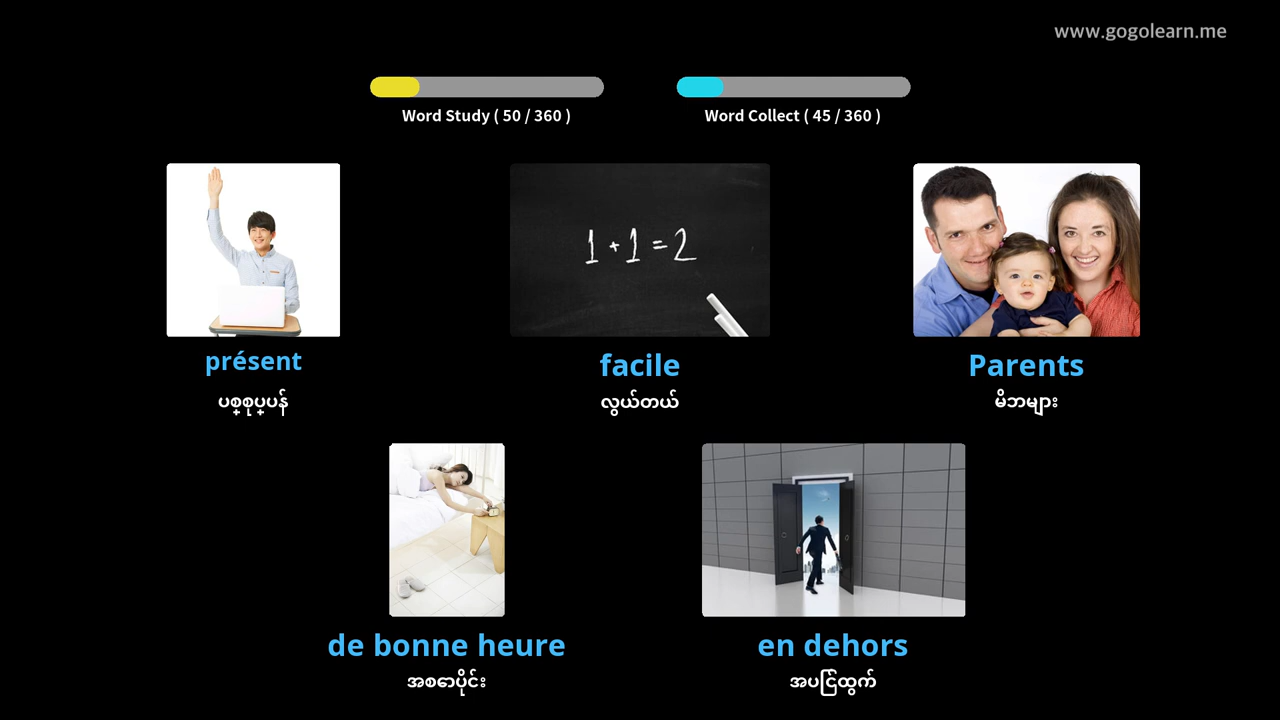 www.gogolearn.me
Word Study ( 50 / 360 )
Word Collect ( 45 / 360 )
1 + 1 = 2
présent
facile
Parents
ပစ္စုပ္ပန်
လွယ်တယ်
မိဘများ
de bonne heure
en dehors
အစောပိုင်း
အပြင်ထွက်